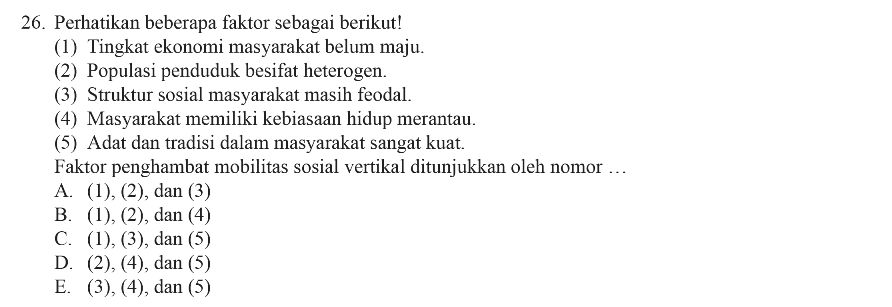 26. Perhatikan beberapa faktor sebagai berikut!
(1) Tingkat ekonomi masyarakat belum maju.
(2) Populasi penduduk besifat heterogen.
(3) Struktur sosial masyarakat masih feodal.
(4) Masyarakat memiliki kebiasaan hidup merantau.
(5) Adat dan tradisi dalam masyarakat sangat kuat.
Faktor penghambat mobilitas sosial vertikal ditunjukkan oleh nomor …
A. (1), (2), dan (3)
B. (1), (2), dan (4)
C. (1), (3), dan (5)
D. (2), (4), dan (5)
E. (3), (4), dan (5)